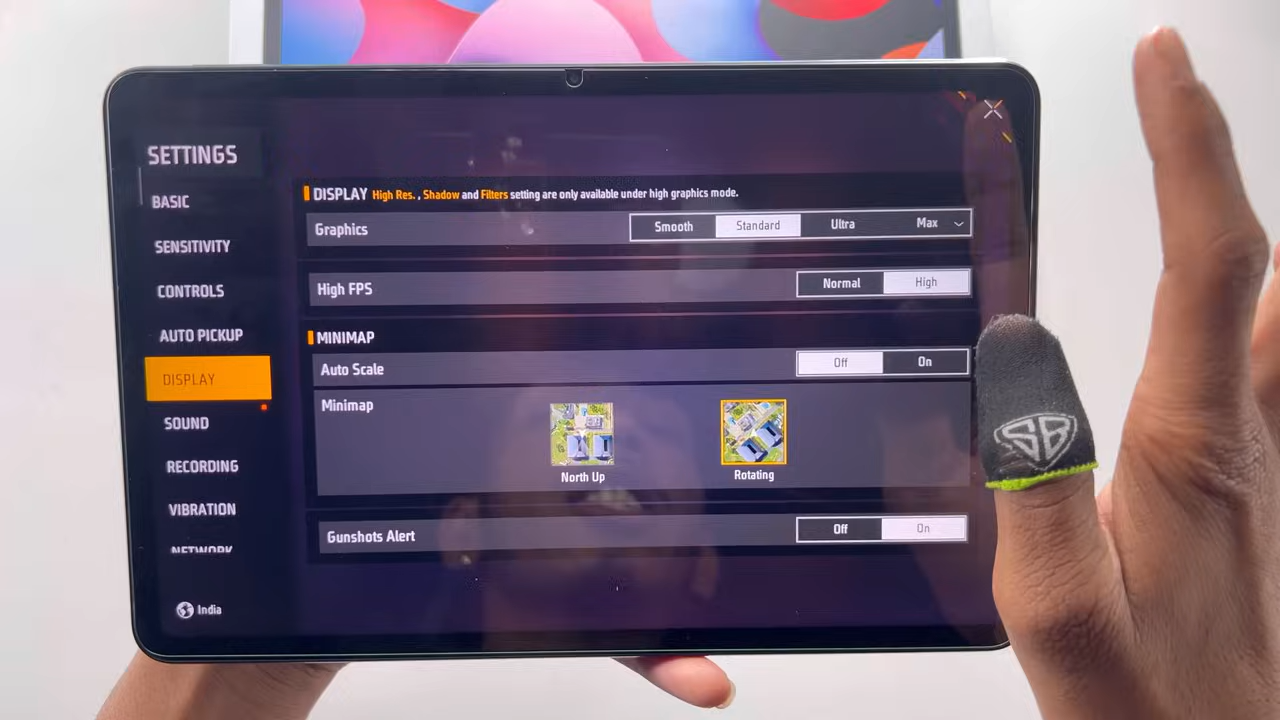 SETTINGS
BASIC
SENSITIVITY
CONTROLS
AUTO PICKUP
DISPLAY
SOUND
RECORDING
VIBRATION
NETWORK
India
DISPLAY High Res. , Shadow and Filters setting are only available under high graphics mode.
Graphics Smooth Standard Ultra Max
High FPS Normal High
MINIMAP
Auto Scale Off On
Minimap
North Up Rotating
Gunshots Alert Off On
SB